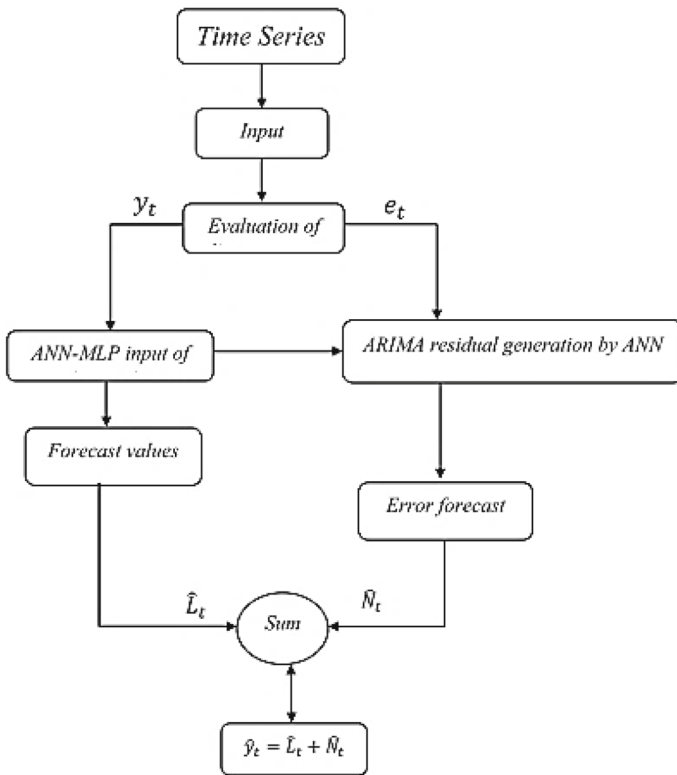 Time Series
Input
y_t
e_t
Evaluation of
ANN-MLP input of
ARIMA residual generation by ANN
Forecast values
Error forecast
L̂_t
N̂_t
Sum
ŷ_t = L̂_t + N̂_t